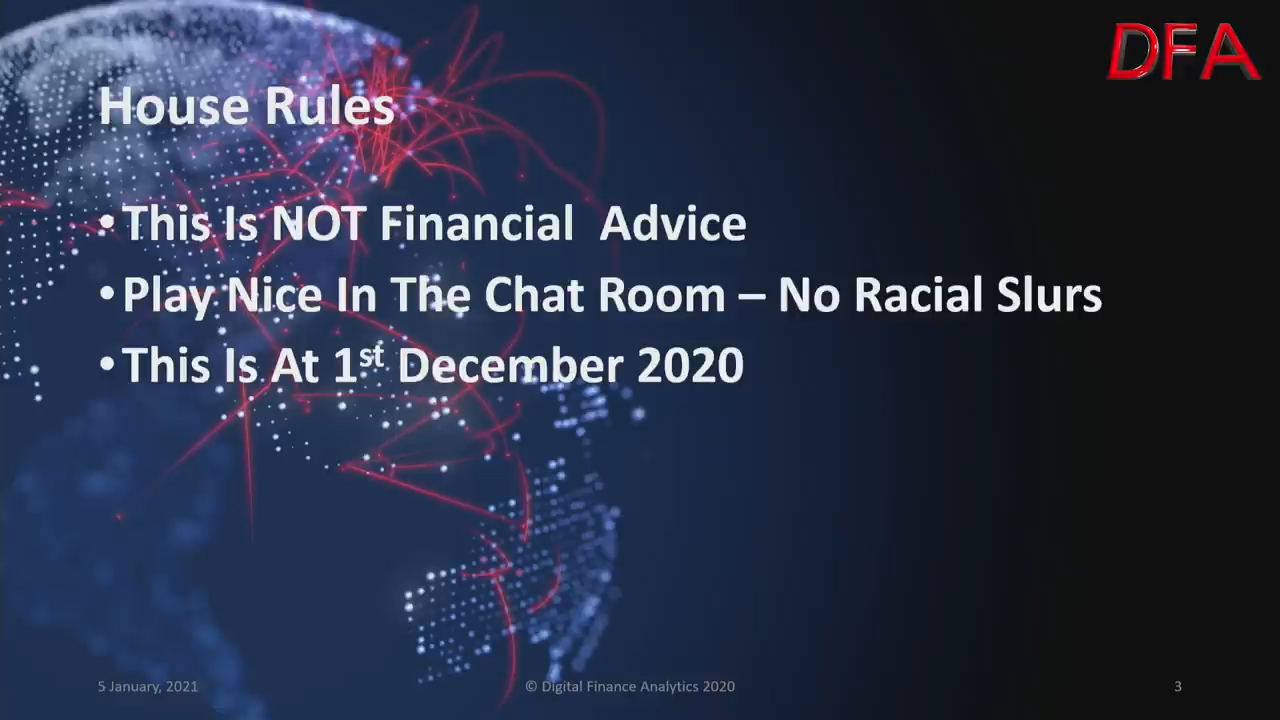 DFA
House Rules
•This Is NOT Financial  Advice
•Play Nice In The Chat Room – No Racial Slurs
•This Is At 1st December 2020
5 January, 2021
© Digital Finance Analytics 2020
3